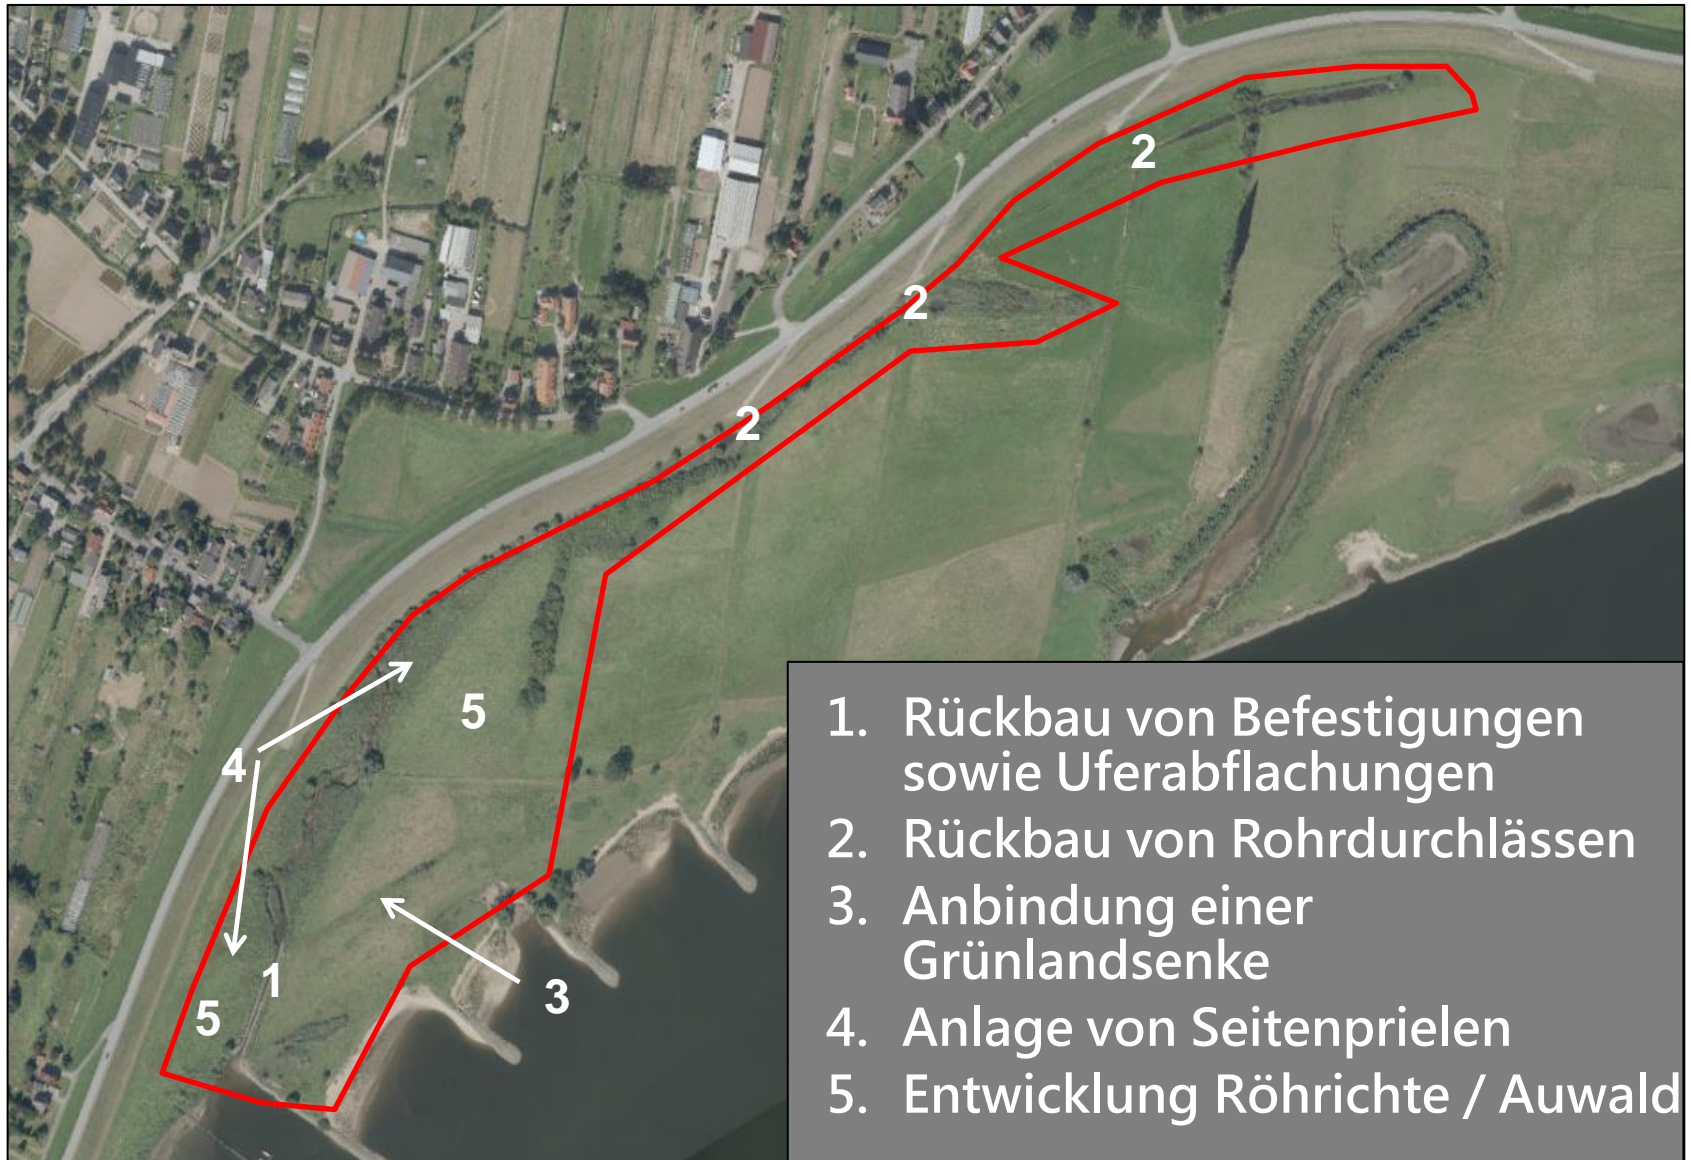 2
2
2
5
4
1
3
5
1. Rückbau von Befestigungen
sowie Uferabflachungen
2. Rückbau von Rohrdurchlässen
3. Anbindung einer
Grünlandsenke
4. Anlage von Seitenprielen
5. Entwicklung Röhrichte / Auwald